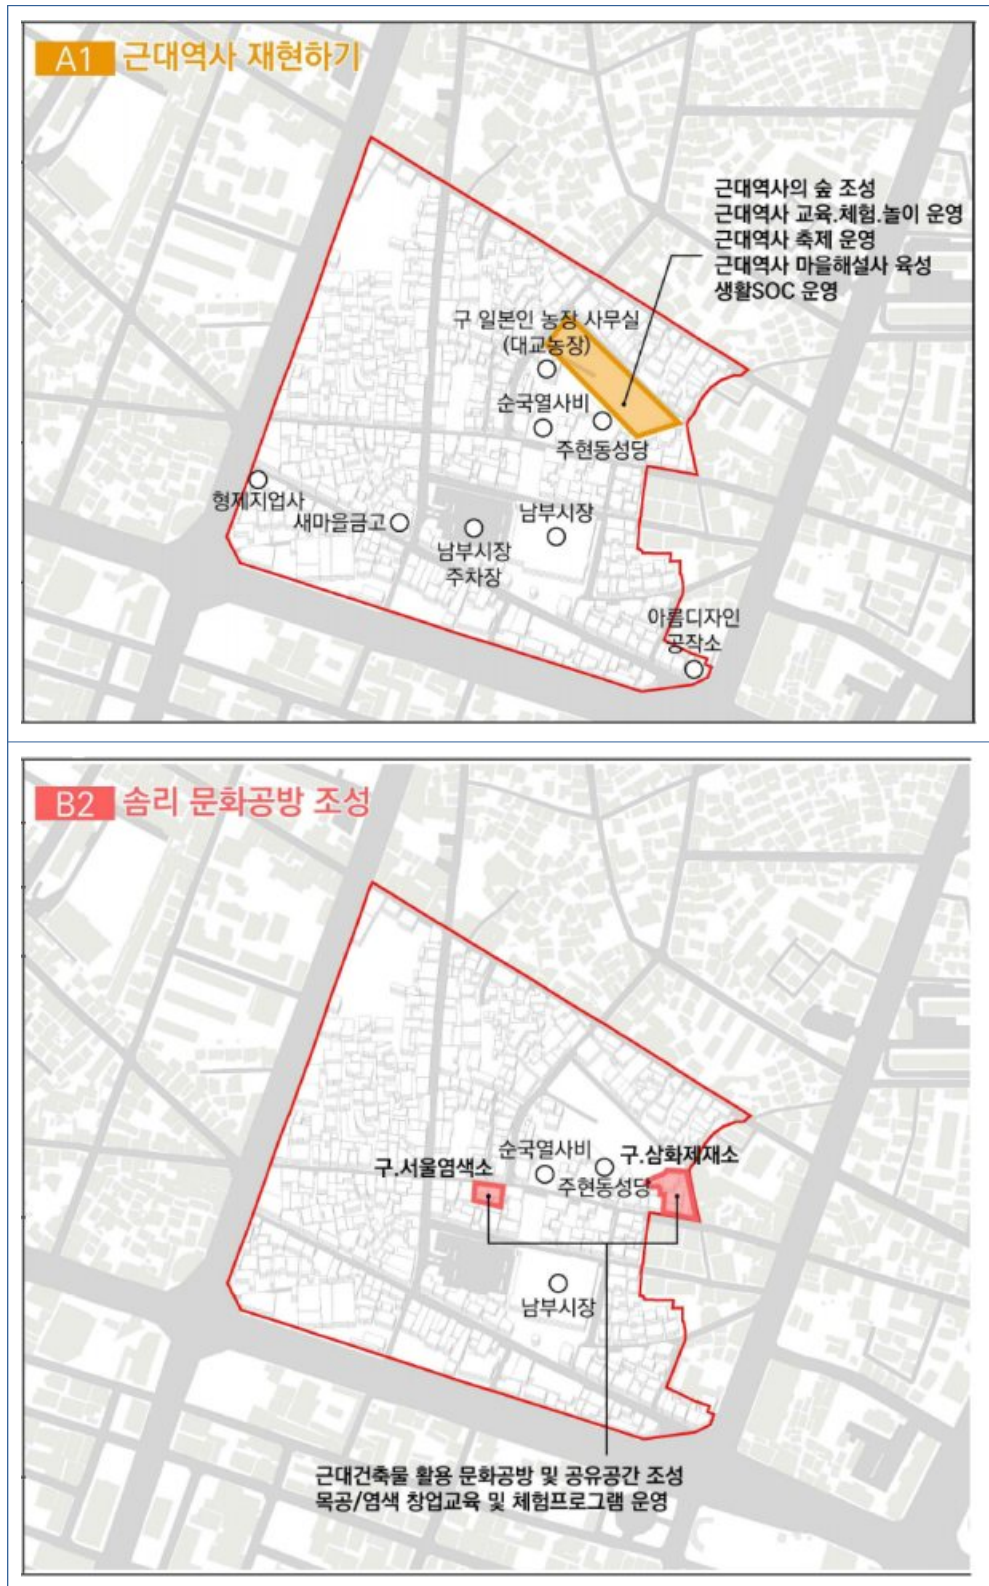 A1 근대역사 재현하기
근대역사의 숲 조성
근대역사 교육.체험.놀이 운영
근대역사 축제 운영
근대역사 마을해설사 육성
생활SOC 운영
구 일본인 농장 사무실
(대교농장)
순국열사비
주현동성당
형제지업사
새마을금고
남부시장
주차장
남부시장
아름디자인
공작소
B2 솜리 문화공방 조성
순국열사비
구.삼화제재소
구.서울염색소
주현동성당
남부시장
근대건축물 활용 문화공방 및 공유공간 조성
목공/염색 창업교육 및 체험프로그램 운영